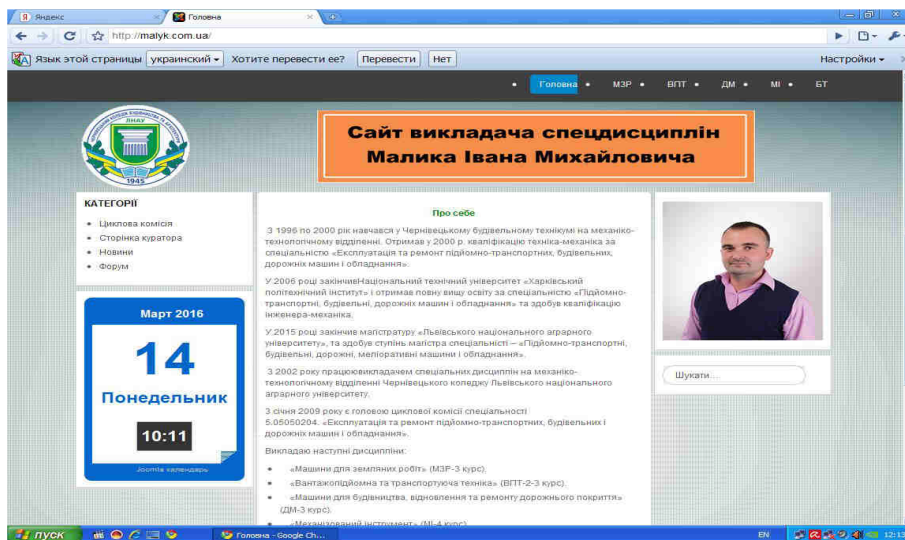 Яндекс
Головна
http://malyk.com.ua/
Язык этой страницы украинский Хотите перевести ее? Перевести Нет Настройки
Головна • МЗР • ВПТ • ДМ • МІ • БТ
ЛНАУ
1945
Сайт викладача спецдисциплін
Малика Івана Михайловича
КАТЕГОРІЇ
Циклова комісія
Сторінка куратора
Новини
Форум
Март 2016
14
Понедельник
10:11
Joomla календарь
Про себе
З 1996 по 2000 рік навчався у Чернівецькому будівельному технікумі на механіко-
технологічному відділенні. Отримав у 2000 р. кваліфікацію техніка-механіка за
спеціальністю «Експлуатація та ремонт підйомно-транспортних, будівельних,
дорожніх машин і обладнання».
У 2006 році закінчивНаціональний технічний університет «Харківський
політехнічний інститут» і отримав повну вищу освіту за спеціальністю «Підйомно-
транспортні, будівельні, дорожніх машини і обладнання» та здобув кваліфікацію
інженера-механіка.
У 2015 році закінчив магістратуру «Львівського національного аграрного
університету», та здобув ступінь магістра спеціальністі – «Підйомно-транспортні,
будівельні, дорожні, меліоративні машини і обладнання».
З 2002 року працюювикладачем спеціальних дисциплін на механіко-
технологічному відділенні Чернівецького коледжу Львівського національного
аграрного університету.
З січня 2009 року є головою циклової комісії спеціальності
5.05050204. «Експлуатація та ремонт підйомно-транспортних, будівельних і
дорожніх машин і обладнання».
Викладаю наступні дисципліни:
• «Машини для земляних робіт» (МЗР-3 курс).
• «Вантажопідйомна та транспортуюча техніка» (ВПТ-2-3 курс).
• «Машини для будівництва, відновлення та ремонту дорожнього покриття»
(ДМ-3 курс).
• «Механізований інструмент» (МІ-4 курс).
Шукати...
пуск
Головна - Google Ch...
EN
12:13